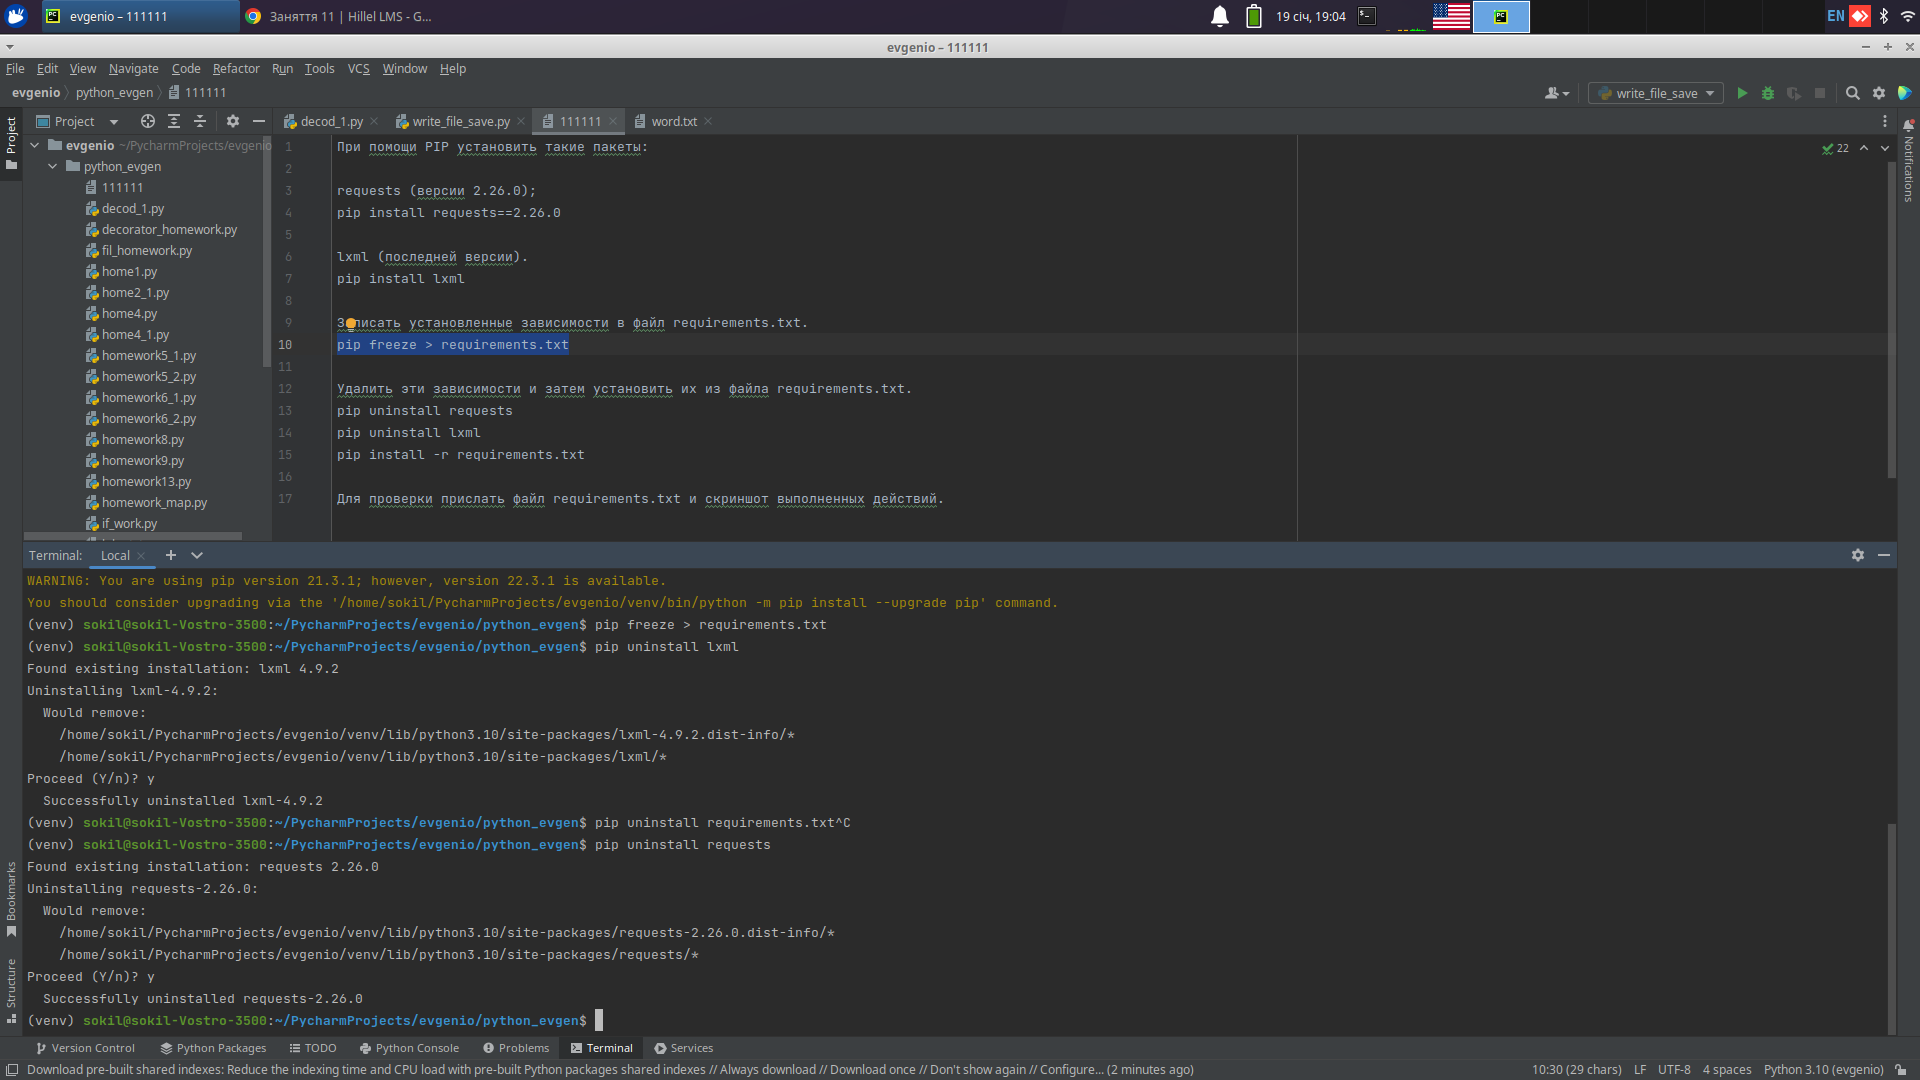 evgenio – 111111
Заняття 11 | Hillel LMS - G...
19 січ, 19:04
EN
evgenio – 111111
File Edit View Navigate Code Refactor Run Tools VCS Window Help
evgenio python_evgen 111111
write_file_save
Project
Project
decod_1.py
write_file_save.py
111111
word.txt
Notifications
evgenio ~/PycharmProjects/evgenio
python_evgen
111111
decod_1.py
decorator_homework.py
fil_homework.py
home1.py
home2_1.py
home4.py
home4_1.py
homework5_1.py
homework5_2.py
homework6_1.py
homework6_2.py
homework8.py
homework9.py
homework13.py
homework_map.py
if_work.py
22
1 При помощи PIP установить такие пакеты:
2
3 requests (версии 2.26.0);
4 pip install requests==2.26.0
5
6 lxml (последней версии).
7 pip install lxml
8
9 Записать установленные зависимости в файл requirements.txt.
10 pip freeze > requirements.txt
11
12 Удалить эти зависимости и затем установить их из файла requirements.txt.
13 pip uninstall requests
14 pip uninstall lxml
15 pip install -r requirements.txt
16
17 Для проверки прислать файл requirements.txt и скриншот выполненных действий.
Terminal: Local
WARNING: You are using pip version 21.3.1; however, version 22.3.1 is available.
You should consider upgrading via the '/home/sokil/PycharmProjects/evgenio/venv/bin/python -m pip install --upgrade pip' command.
(venv) sokil@sokil-Vostro-3500:~/PycharmProjects/evgenio/python_evgen$ pip freeze > requirements.txt
(venv) sokil@sokil-Vostro-3500:~/PycharmProjects/evgenio/python_evgen$ pip uninstall lxml
Found existing installation: lxml 4.9.2
Uninstalling lxml-4.9.2:
Would remove:
/home/sokil/PycharmProjects/evgenio/venv/lib/python3.10/site-packages/lxml-4.9.2.dist-info/*
/home/sokil/PycharmProjects/evgenio/venv/lib/python3.10/site-packages/lxml/*
Proceed (Y/n)? y
Successfully uninstalled lxml-4.9.2
(venv) sokil@sokil-Vostro-3500:~/PycharmProjects/evgenio/python_evgen$ pip uninstall requirements.txt^C
(venv) sokil@sokil-Vostro-3500:~/PycharmProjects/evgenio/python_evgen$ pip uninstall requests
Found existing installation: requests 2.26.0
Uninstalling requests-2.26.0:
Would remove:
/home/sokil/PycharmProjects/evgenio/venv/lib/python3.10/site-packages/requests-2.26.0.dist-info/*
/home/sokil/PycharmProjects/evgenio/venv/lib/python3.10/site-packages/requests/*
Proceed (Y/n)? y
Successfully uninstalled requests-2.26.0
(venv) sokil@sokil-Vostro-3500:~/PycharmProjects/evgenio/python_evgen$
Bookmarks
Structure
Version Control Python Packages TODO Python Console Problems Terminal Services
Download pre-built shared indexes: Reduce the indexing time and CPU load with pre-built Python packages shared indexes // Always download // Download once // Don't show again // Configure... (2 minutes ago)
10:30 (29 chars) LF UTF-8 4 spaces Python 3.10 (evgenio)